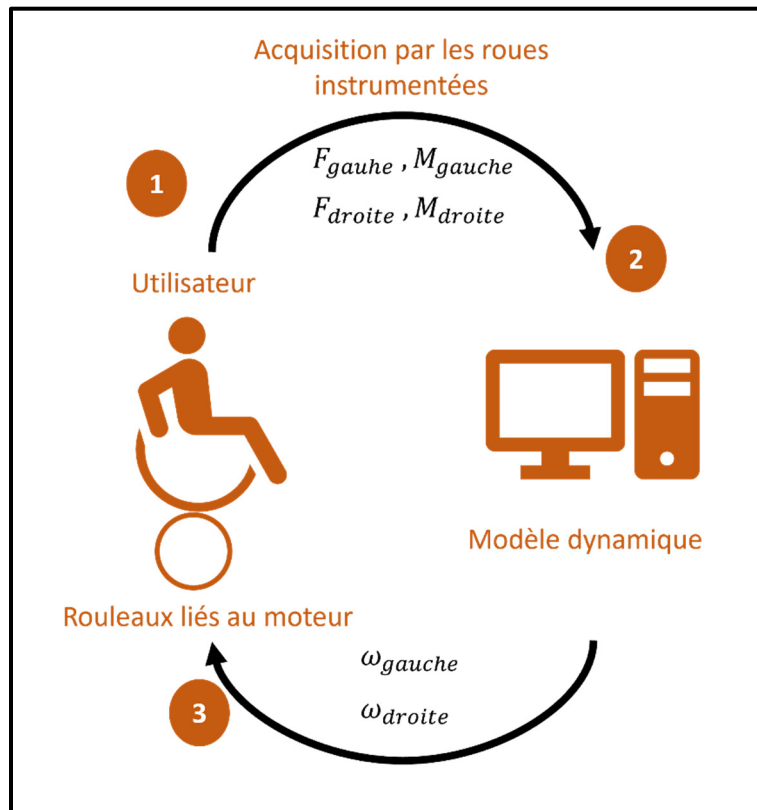 Acquisition par les roues
instrumentées
F_gauhe , M_gauche
F_droite , M_droite
1
2
Utilisateur
Modèle dynamique
Rouleaux liés au moteur
ω_gauche
ω_droite
3